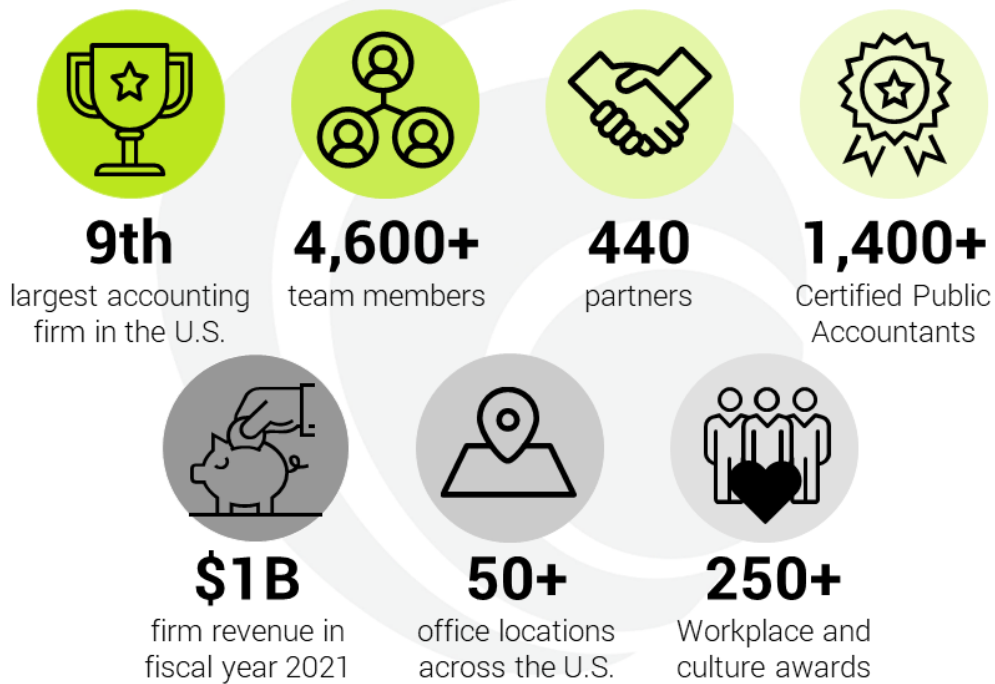 9th
largest accounting
firm in the U.S.
4,600+
team members
440
partners
1,400+
Certified Public
Accountants
$1B
firm revenue in
fiscal year 2021
50+
office locations
across the U.S.
250+
Workplace and
culture awards